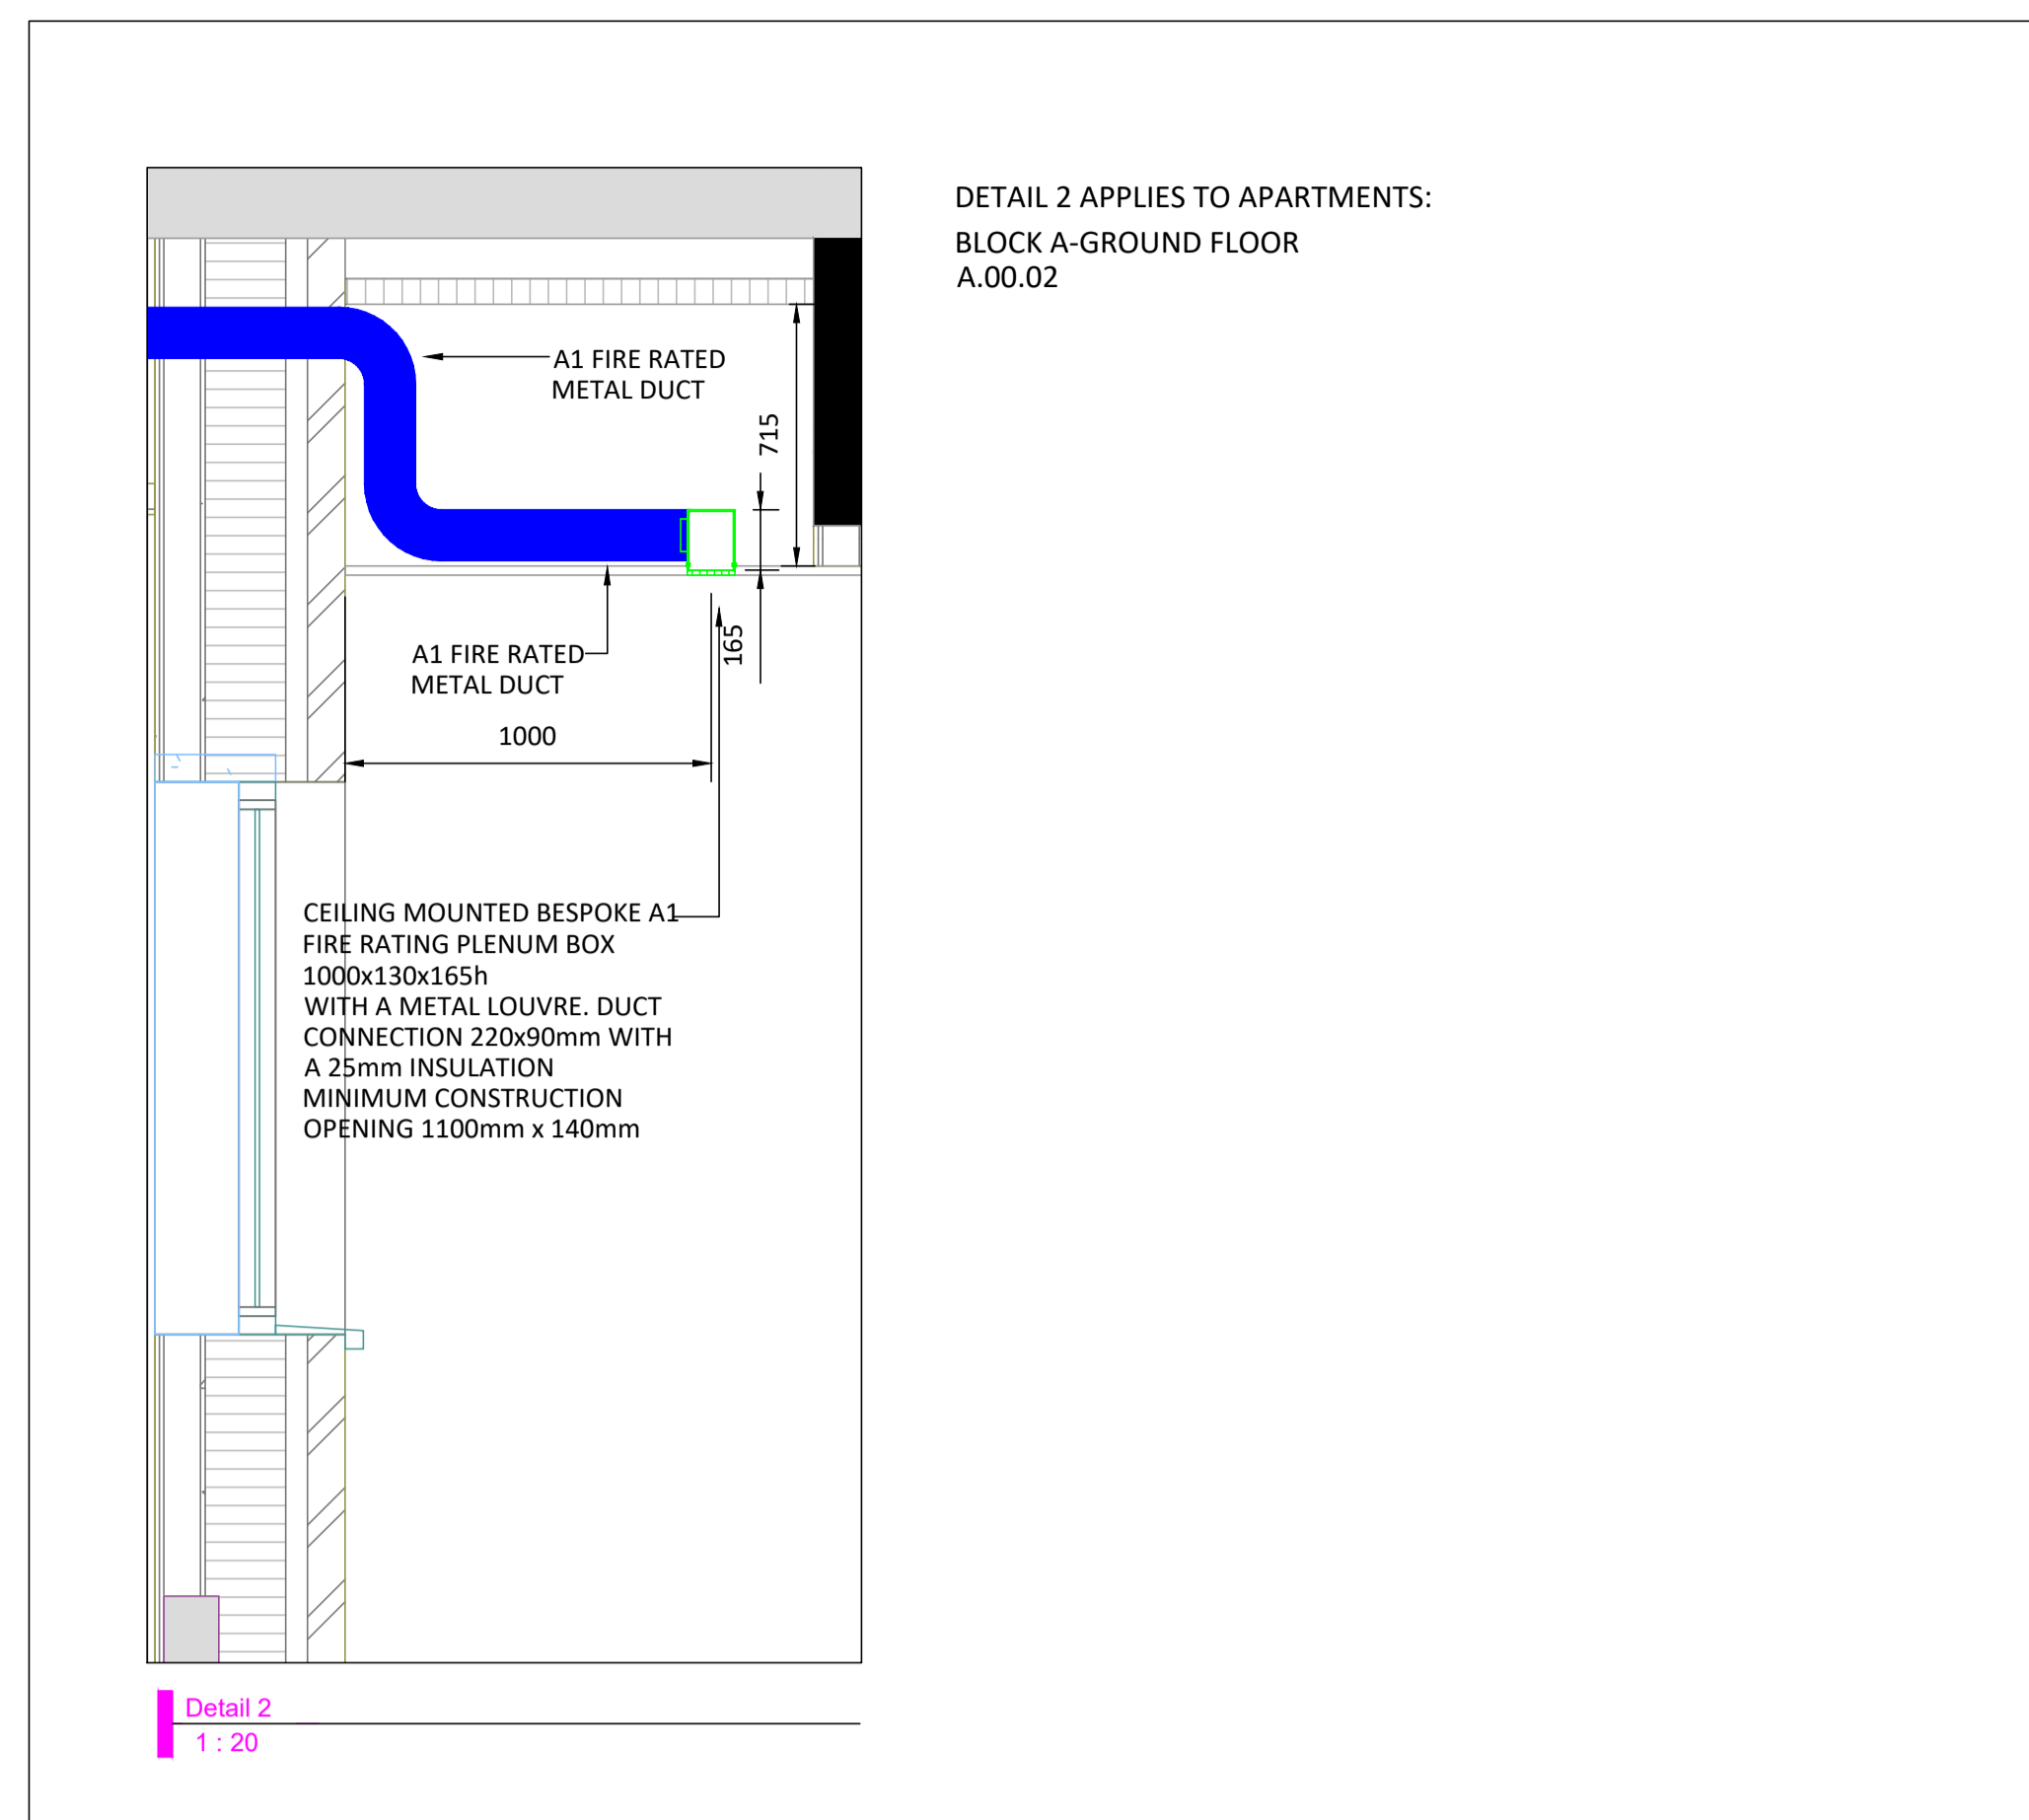 DETAIL 2 APPLIES TO APARTMENTS:
BLOCK A-GROUND FLOOR
A.00.02
A1 FIRE RATED
METAL DUCT
715
165
A1 FIRE RATED
METAL DUCT
1000
CEILING MOUNTED BESPOKE A1
FIRE RATING PLENUM BOX
1000x130x165h
WITH A METAL LOUVRE. DUCT
CONNECTION 220x90mm WITH
A 25mm INSULATION
MINIMUM CONSTRUCTION
OPENING 1100mm x 140mm
Detail 2
1 : 20